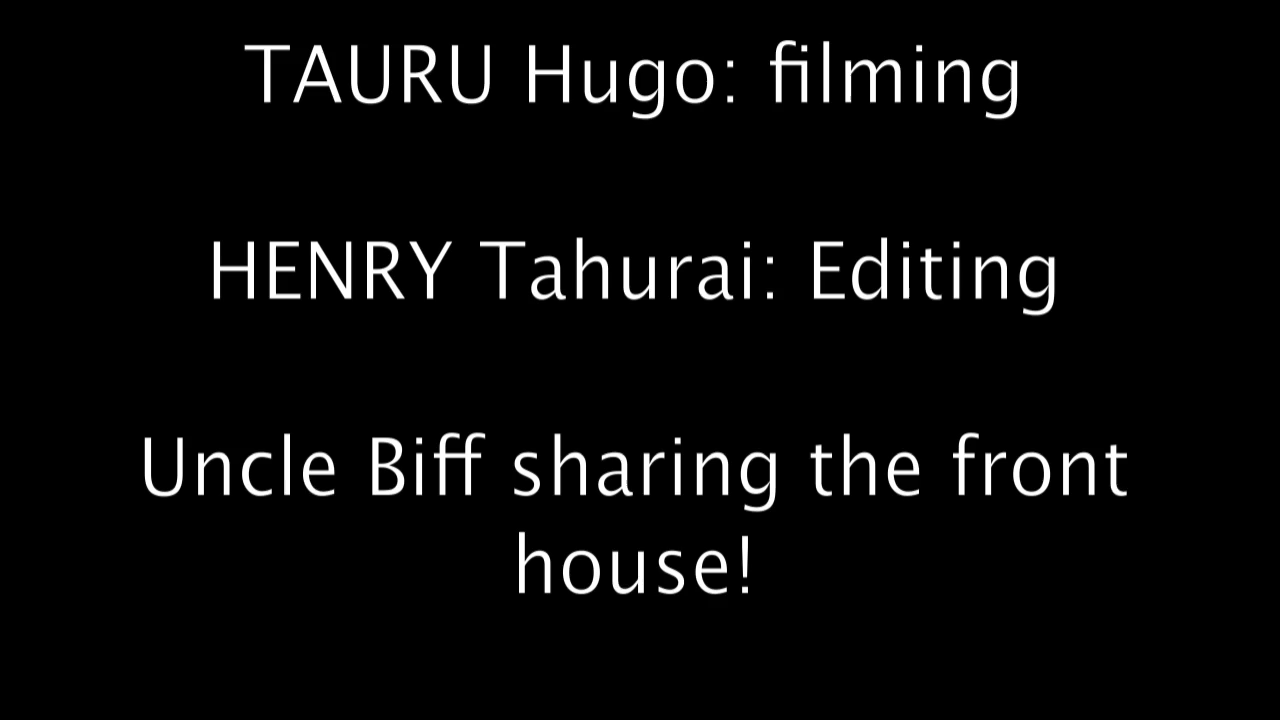 TAURU Hugo: filming
HENRY Tahurai: Editing
Uncle Biff sharing the front
house!